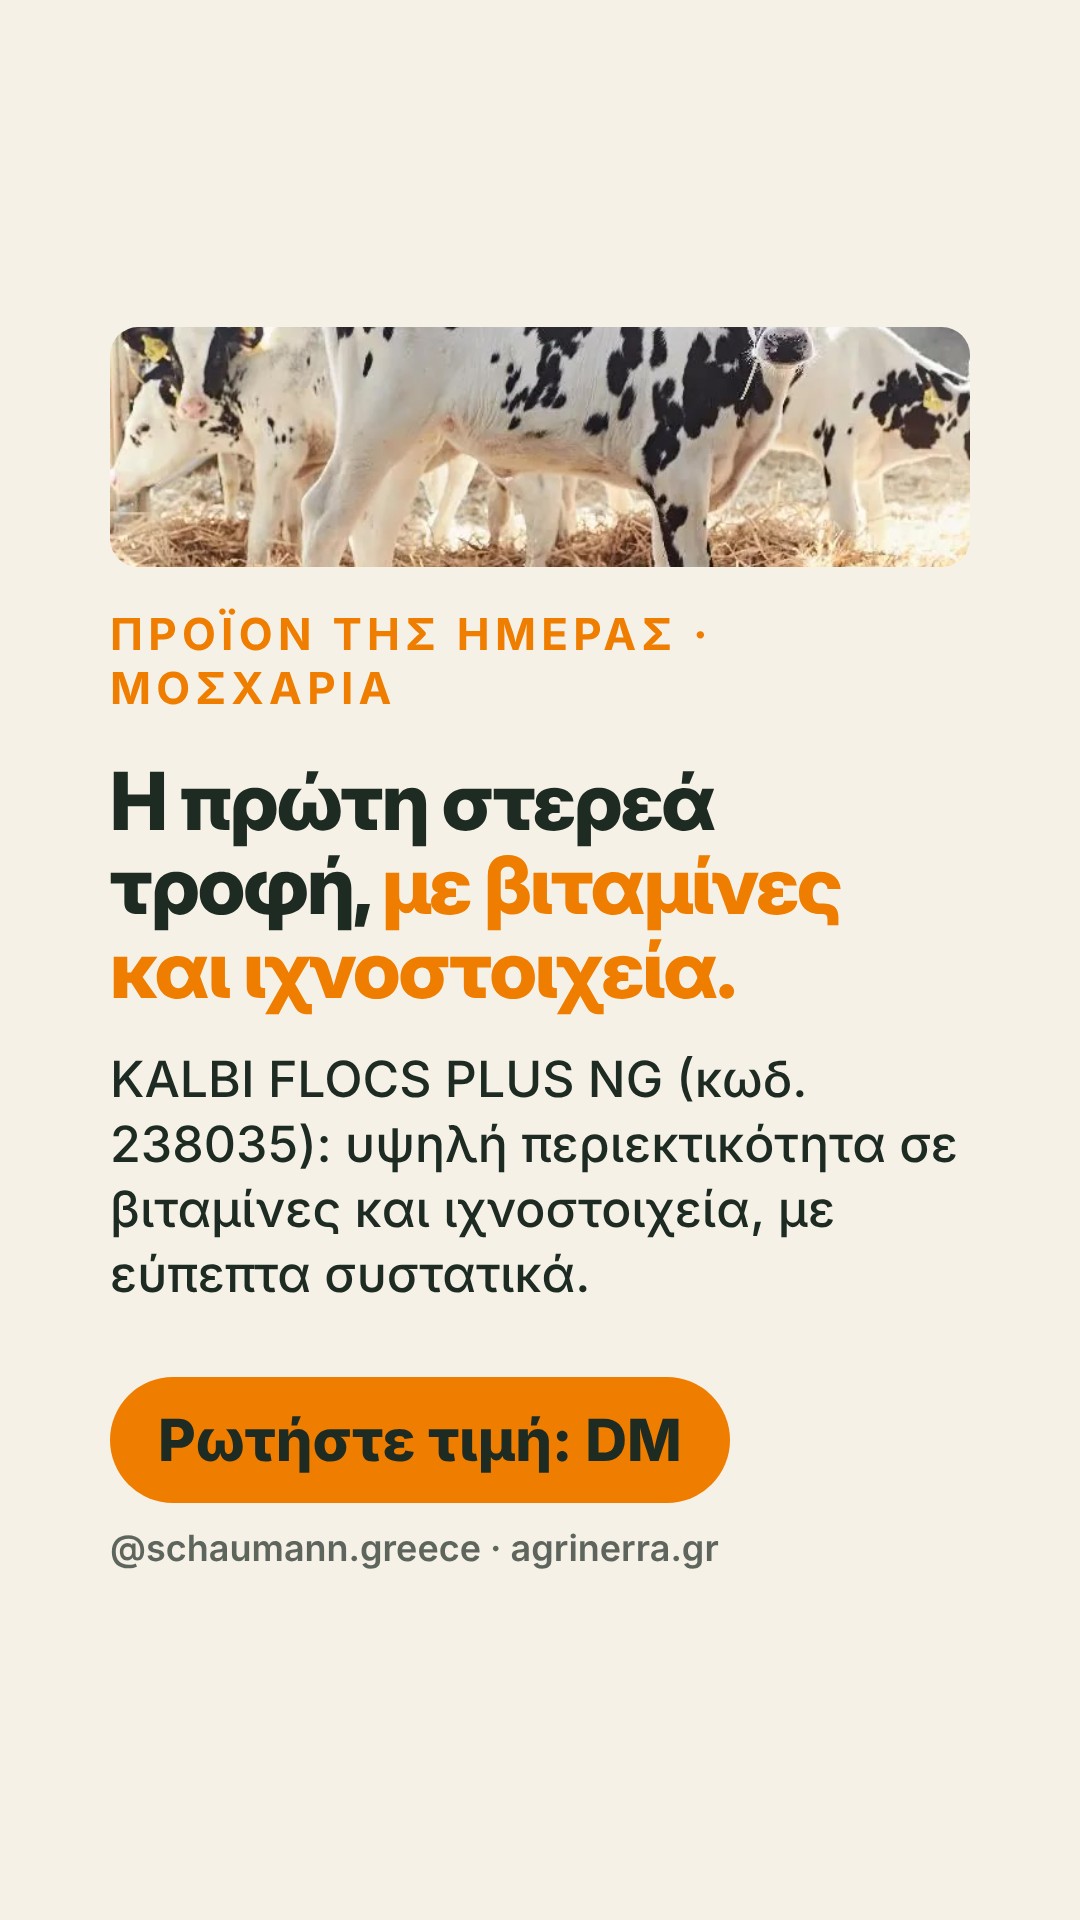 ΠΡΟΪΟΝ ΤΗΣ ΗΜΕΡΑΣ ·
ΜΟΣΧΑΡΙΑ
Η πρώτη στερεά
τροφή, με βιταμίνες
και ιχνοστοιχεία.
KALBI FLOCS PLUS NG (κωδ.
238035): υψηλή περιεκτικότητα σε
βιταμίνες και ιχνοστοιχεία, με
εύπεπτα συστατικά.
Ρωτήστε τιμή: DM
@schaumann.greece · agrinerra.gr